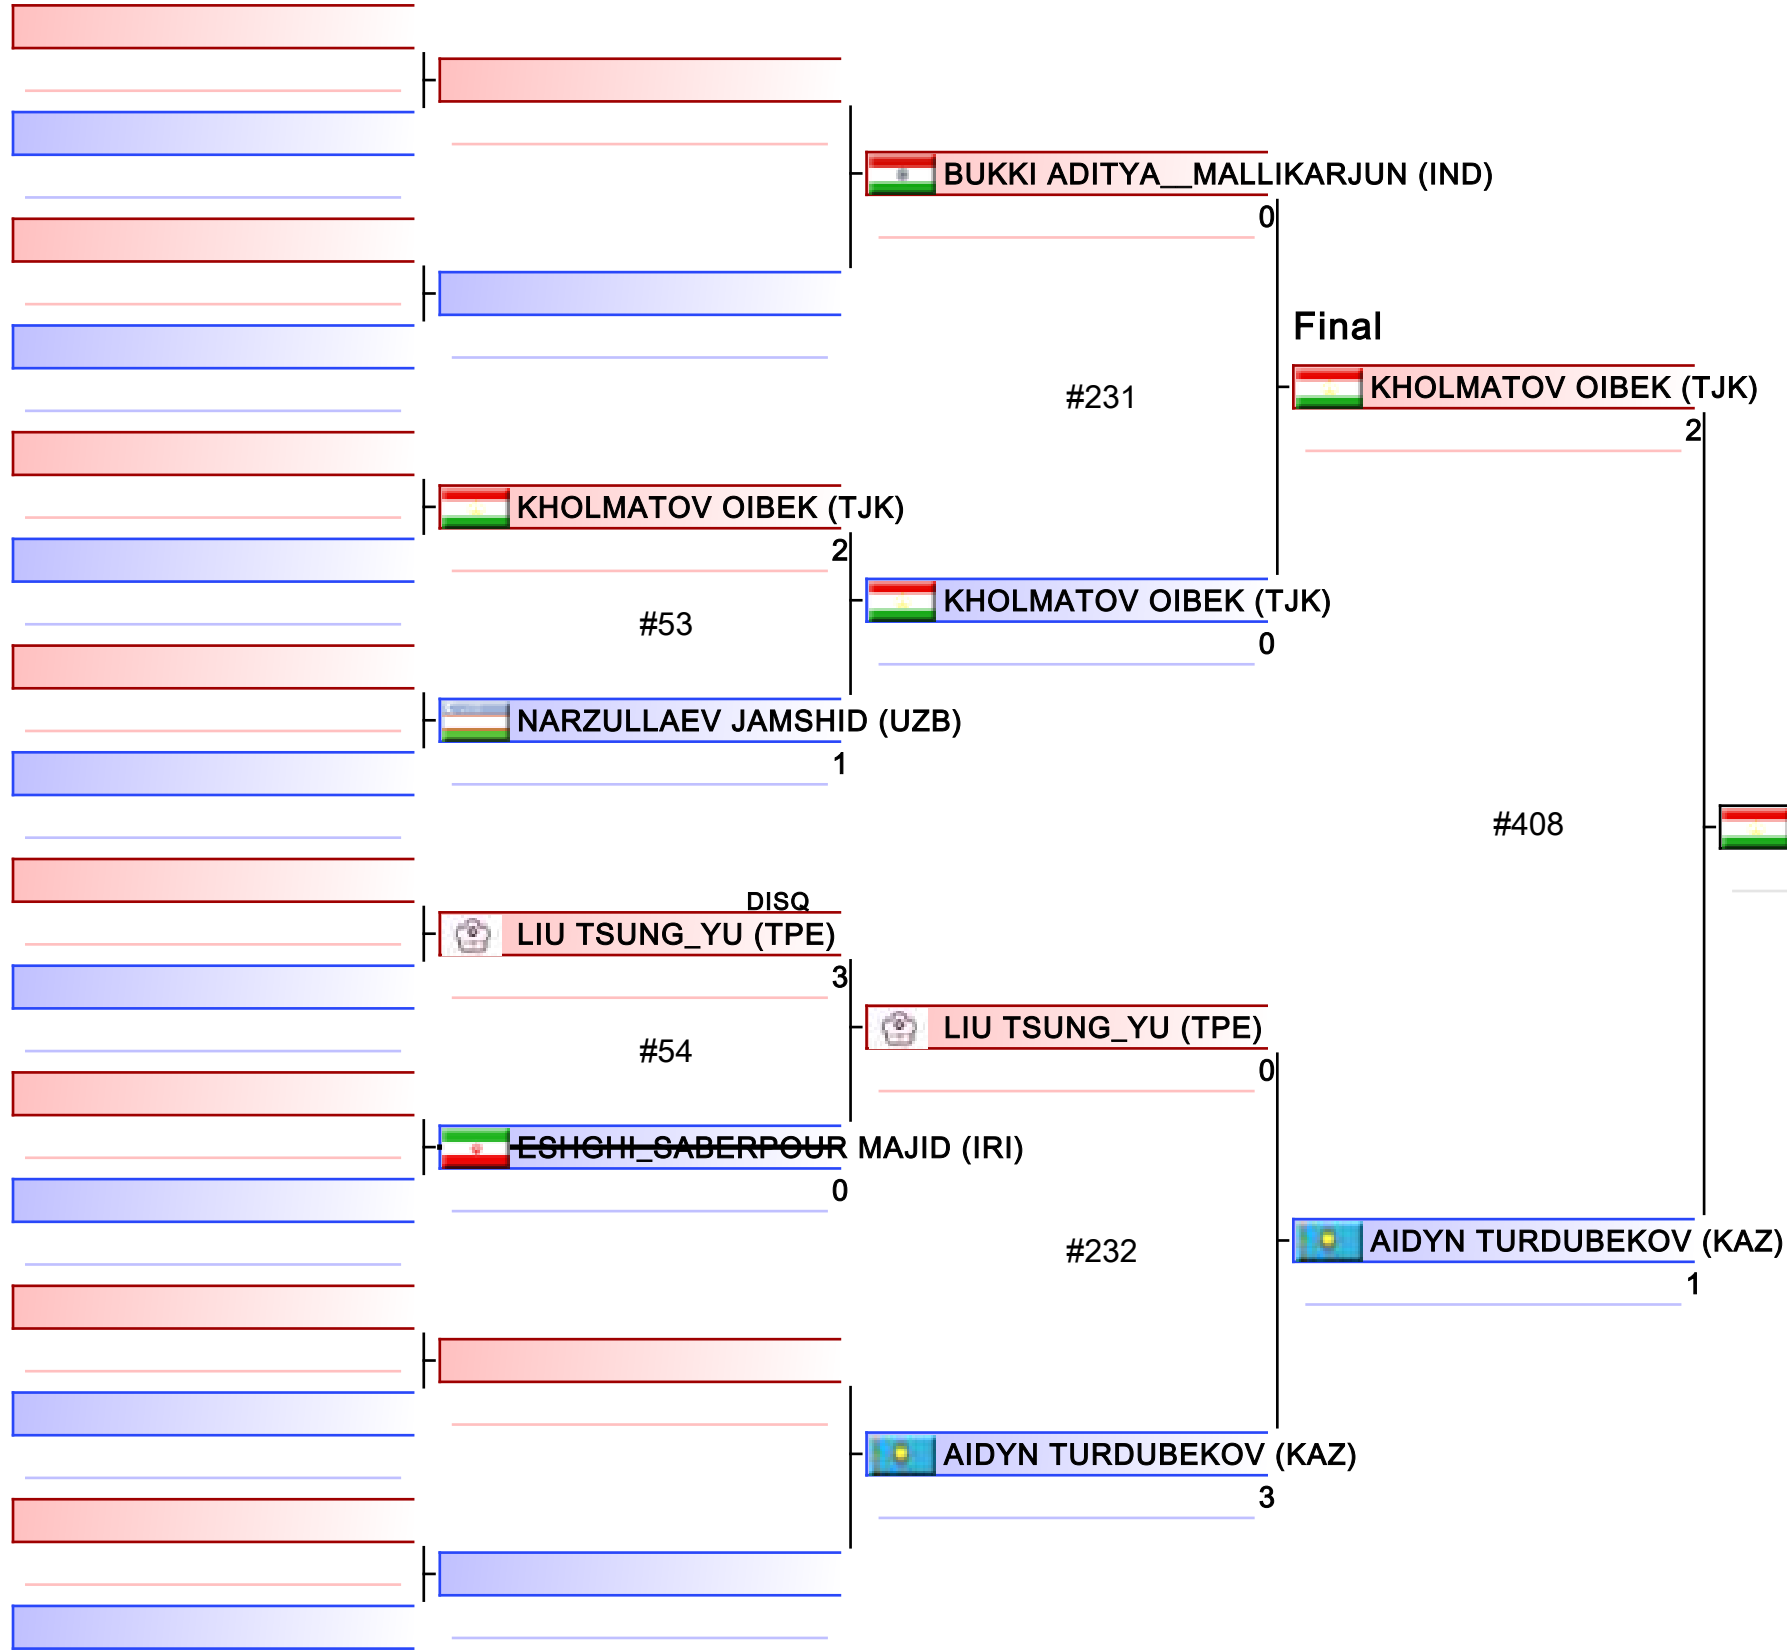 BUKKI ADITYA__MALLIKARJUN (IND)
0
Final
#231
KHOLMATOV OIBEK (TJK)
2
KHOLMATOV OIBEK (TJK)
2
KHOLMATOV OIBEK (TJK)
0
#53
NARZULLAEV JAMSHID (UZB)
1
#408
DISQ
LIU TSUNG_YU (TPE)
3
LIU TSUNG_YU (TPE)
0
#54
ESHGHI_SABERPOUR MAJID (IRI)
0
#232
AIDYN TURDUBEKOV (KAZ)
1
AIDYN TURDUBEKOV (KAZ)
3